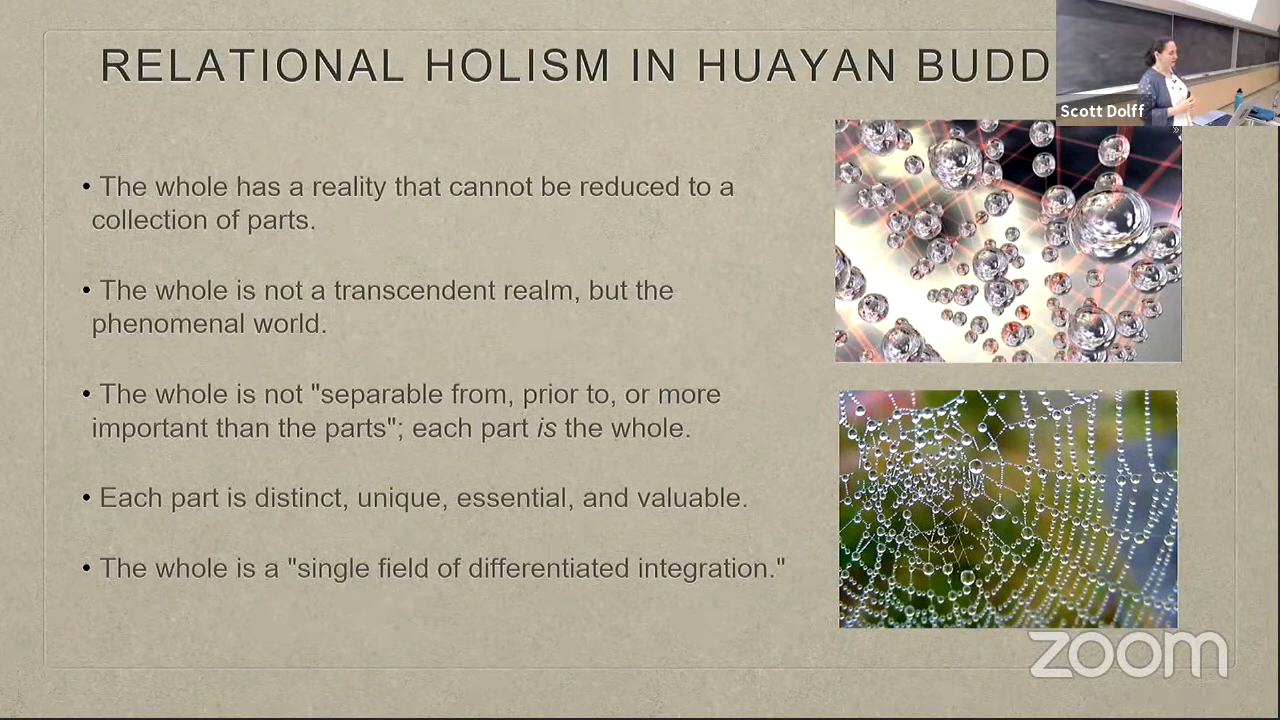 RELATIONAL HOLISM IN HUAYAN BUDD
Scott Dolff
• The whole has a reality that cannot be reduced to a
collection of parts.
• The whole is not a transcendent realm, but the
phenomenal world.
• The whole is not "separable from, prior to, or more
important than the parts"; each part is the whole.
• Each part is distinct, unique, essential, and valuable.
• The whole is a "single field of differentiated integration."
zoom